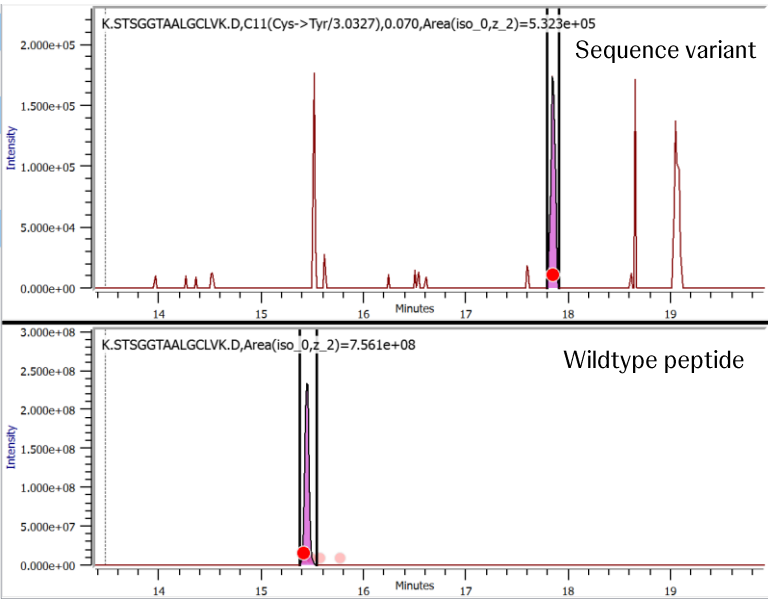 K.STSGGTAALGCLVK.D,C11(Cys->Tyr/3.0327),0.070,Area(iso_0,z_2)=5.323e+05
Sequence variant
2.000e+05
1.500e+05
1.000e+05
5.000e+04
0.000e+00
Intensity
14 15 16 17 18 19
Minutes
3.000e+08
K.STSGGTAALGCLVK.D,Area(iso_0,z_2)=7.561e+08
Wildtype peptide
2.500e+08
2.000e+08
1.500e+08
1.000e+08
5.000e+07
0.000e+00
Intensity
14 15 16 17 18 19
Minutes